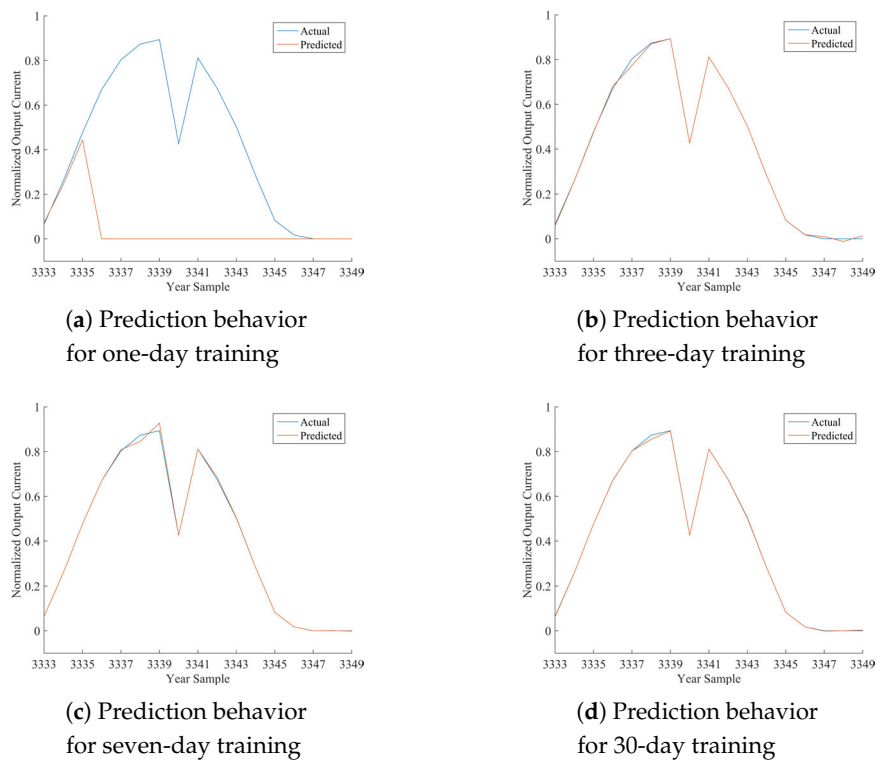 1
0.8
0.6
0.4
0.2
0
Normalized Output Current
Actual
Predicted
3333 3335 3337 3339 3341 3343 3345 3347 3349
Year Sample
(a) Prediction behavior
for one-day training
1
0.8
0.6
0.4
0.2
0
Normalized Output Current
Actual
Predicted
3333 3335 3337 3339 3341 3343 3345 3347 3349
Year Sample
(b) Prediction behavior
for three-day training
1
0.8
0.6
0.4
0.2
0
Normalized Output Current
Actual
Predicted
3333 3335 3337 3339 3341 3343 3345 3347 3349
Year Sample
(c) Prediction behavior
for seven-day training
1
0.8
0.6
0.4
0.2
0
Normalized Output Current
Actual
Predicted
3333 3335 3337 3339 3341 3343 3345 3347 3349
Year Sample
(d) Prediction behavior
for 30-day training